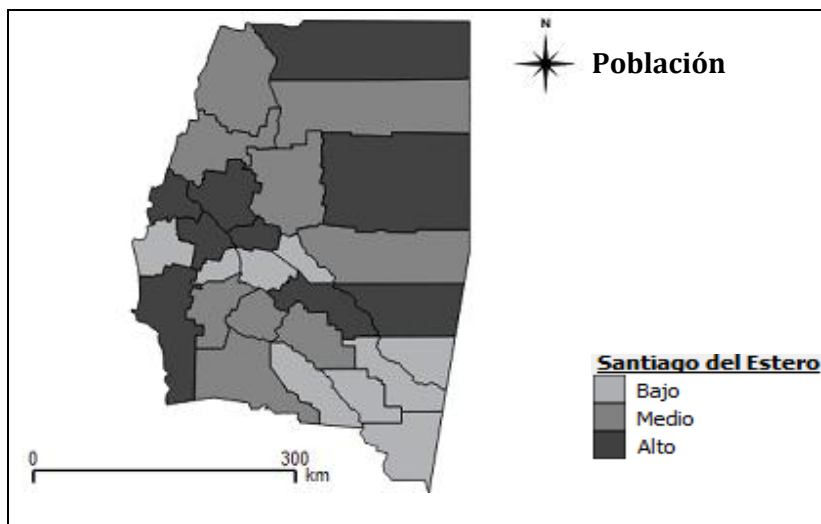 N
Población
Santiago del Estero
Bajo
Medio
Alto
0 300
km